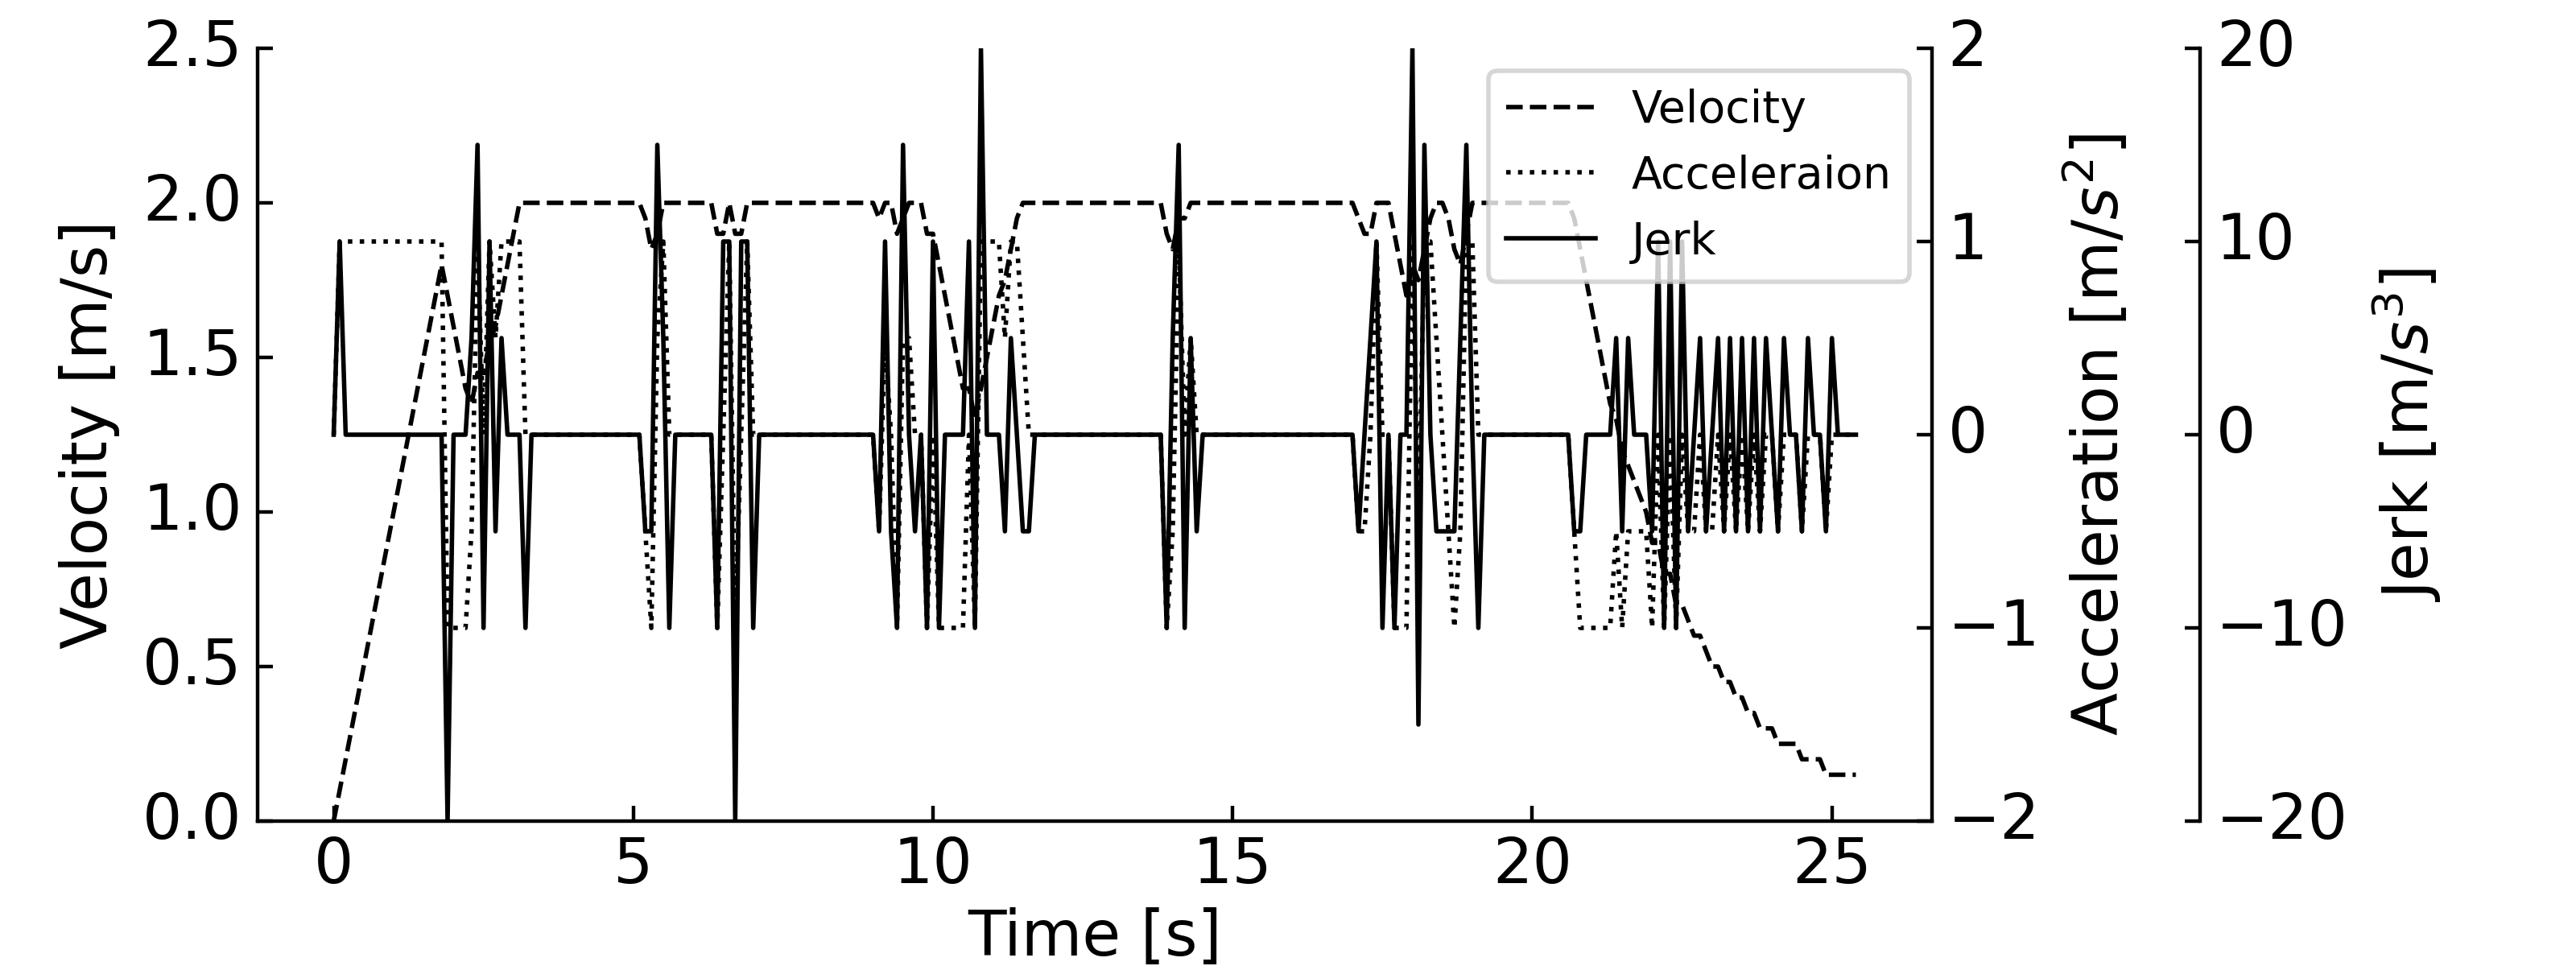 Velocity [m/s]
2.5
2.0
1.5
1.0
0.5
0.0
0 5 10 15 20 25
Time [s]
Velocity
Acceleraion
Jerk
2
1
0
−1
−2
Acceleration [m/s²]
20
10
0
−10
−20
Jerk [m/s³]